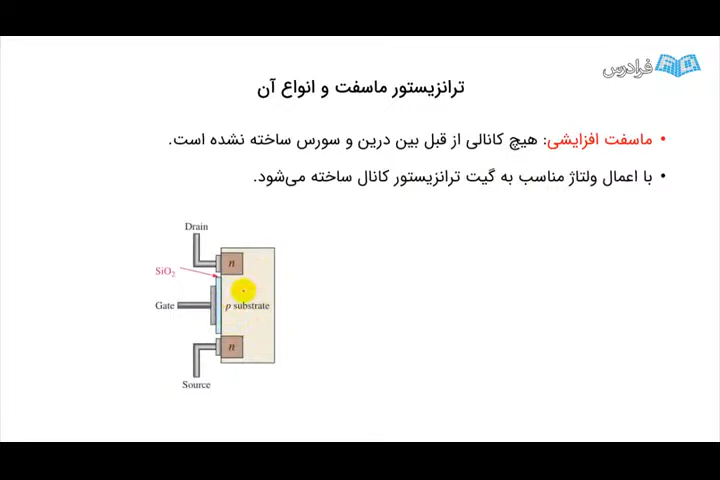 فرادرس
ترانزیستور ماسفت و انواع آن
• ماسفت افزایشی: هیچ کانالی از قبل بین درین و سورس ساخته نشده است.
• با اعمال ولتاژ مناسب به گیت ترانزیستور کانال ساخته می‌شود.
Drain
n
SiO₂
Gate
p substrate
n
Source